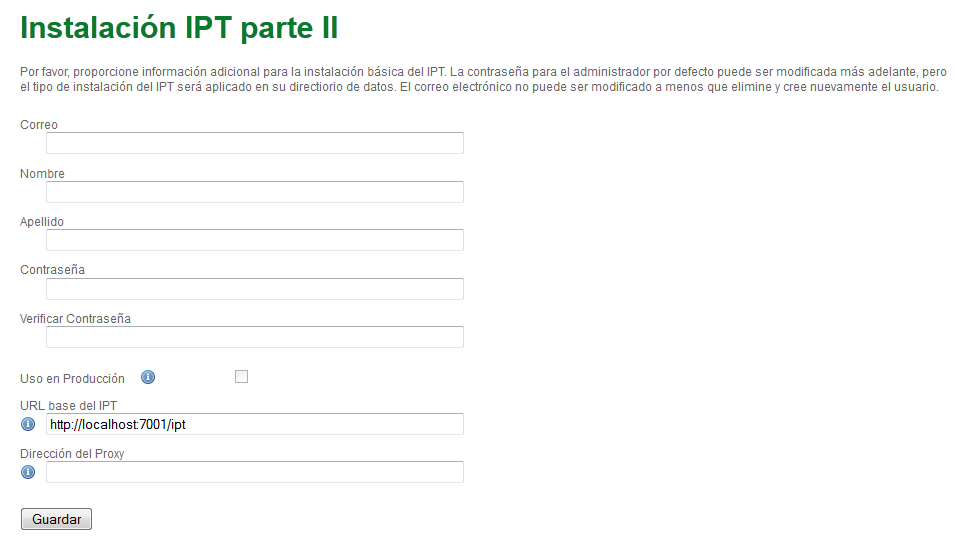 Instalación IPT parte II
Por favor, proporcione información adicional para la instalación básica del IPT. La contraseña para el administrador por defecto puede ser modificada más adelante, pero
el tipo de instalación del IPT será aplicado en su directiorio de datos. El correo electrónico no puede ser modificado a menos que elimine y cree nuevamente el usuario.
Correo
Nombre
Apellido
Contraseña
Verificar Contraseña
Uso en Producción
URL base del IPT
http://localhost:7001/ipt
Dirección del Proxy
Guardar